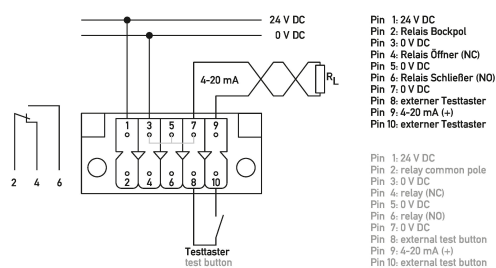 24 V DC
0 V DC
4-20 mA
RL
1 3 5 7 9
2 4 6 8 10
2 4 6
Testtaster
test button
Pin 1: 24 V DC
Pin 2: Relais Bockpol
Pin 3: 0 V DC
Pin 4: Relais Öffner (NC)
Pin 5: 0 V DC
Pin 6: Relais Schließer (NO)
Pin 7: 0 V DC
Pin 8: externer Testtaster
Pin 9: 4-20 mA (+)
Pin 10: externer Testtaster
Pin 1: 24 V DC
Pin 2: relay common pole
Pin 3: 0 V DC
Pin 4: relay (NC)
Pin 5: 0 V DC
Pin 6: relay (NO)
Pin 7: 0 V DC
Pin 8: external test button
Pin 9: 4-20 mA (+)
Pin 10: external test button